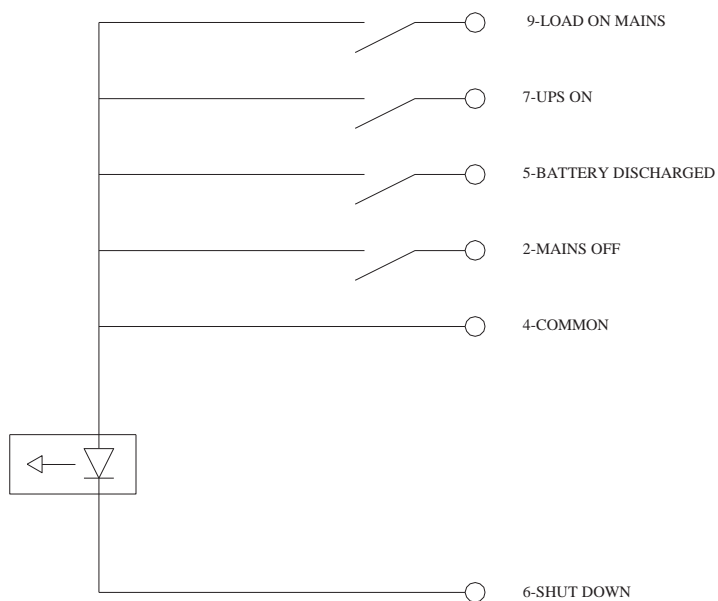 9-LOAD ON MAINS
7-UPS ON
5-BATTERY DISCHARGED
2-MAINS OFF
4-COMMON
6-SHUT DOWN